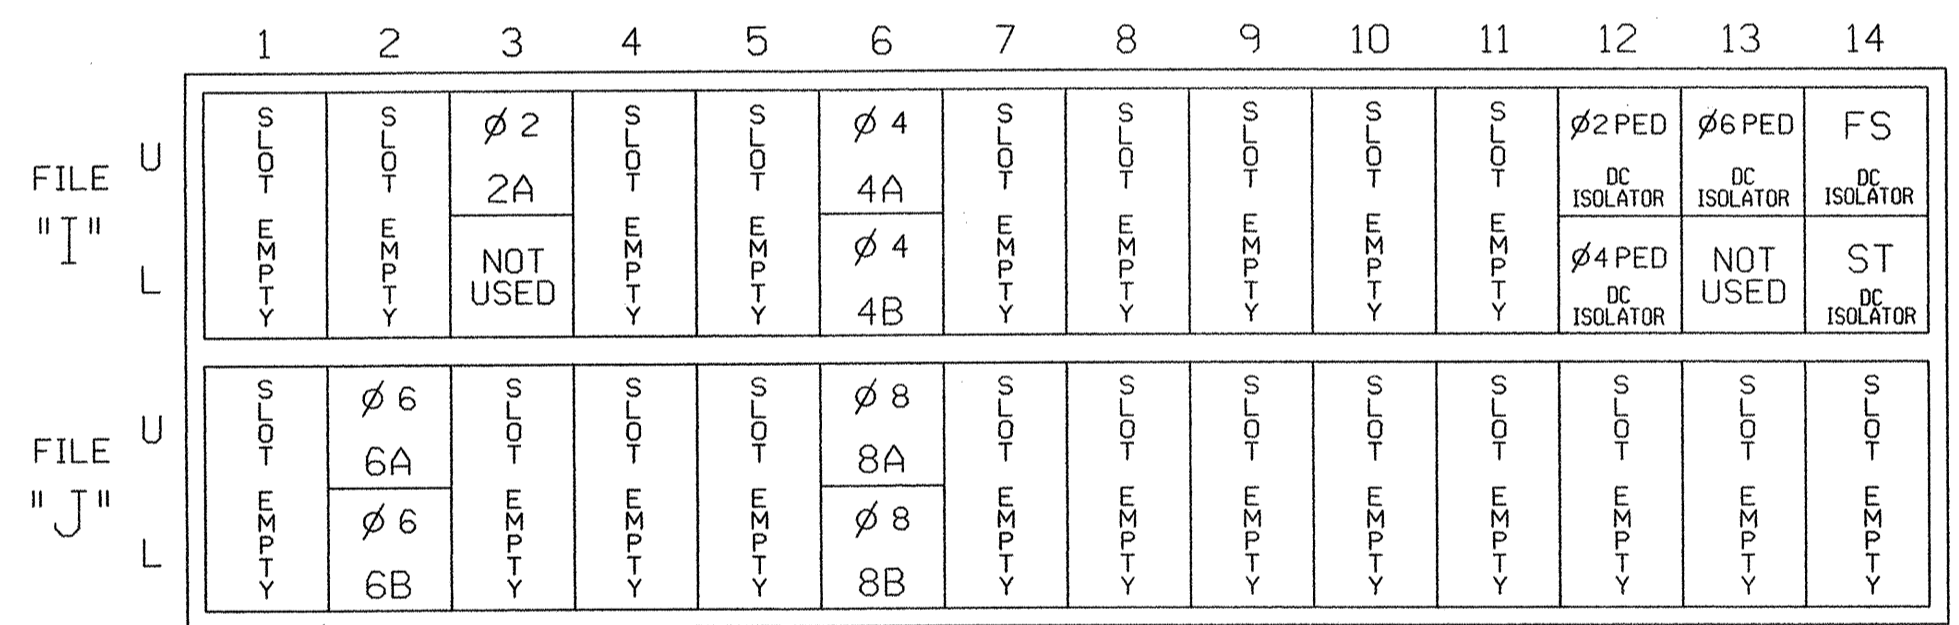 1 2 3 4 5 6 7 8 9 10 11 12 13 14
FILE "I"
U
L
SLOT EMPTY
SLOT EMPTY
Ø 2
2A
NOT USED
SLOT EMPTY
SLOT EMPTY
Ø 4
4A
Ø 4
4B
SLOT EMPTY
SLOT EMPTY
SLOT EMPTY
SLOT EMPTY
SLOT EMPTY
Ø2 PED
DC
ISOLATOR
Ø4 PED
DC
ISOLATOR
Ø6 PED
DC
ISOLATOR
NOT
USED
FS
DC
ISOLATOR
ST
DC
ISOLATOR
FILE "J"
U
L
SLOT EMPTY
Ø 6
6A
Ø 6
6B
SLOT EMPTY
SLOT EMPTY
SLOT EMPTY
Ø 8
8A
Ø 8
8B
SLOT EMPTY
SLOT EMPTY
SLOT EMPTY
SLOT EMPTY
SLOT EMPTY
SLOT EMPTY
SLOT EMPTY
SLOT EMPTY